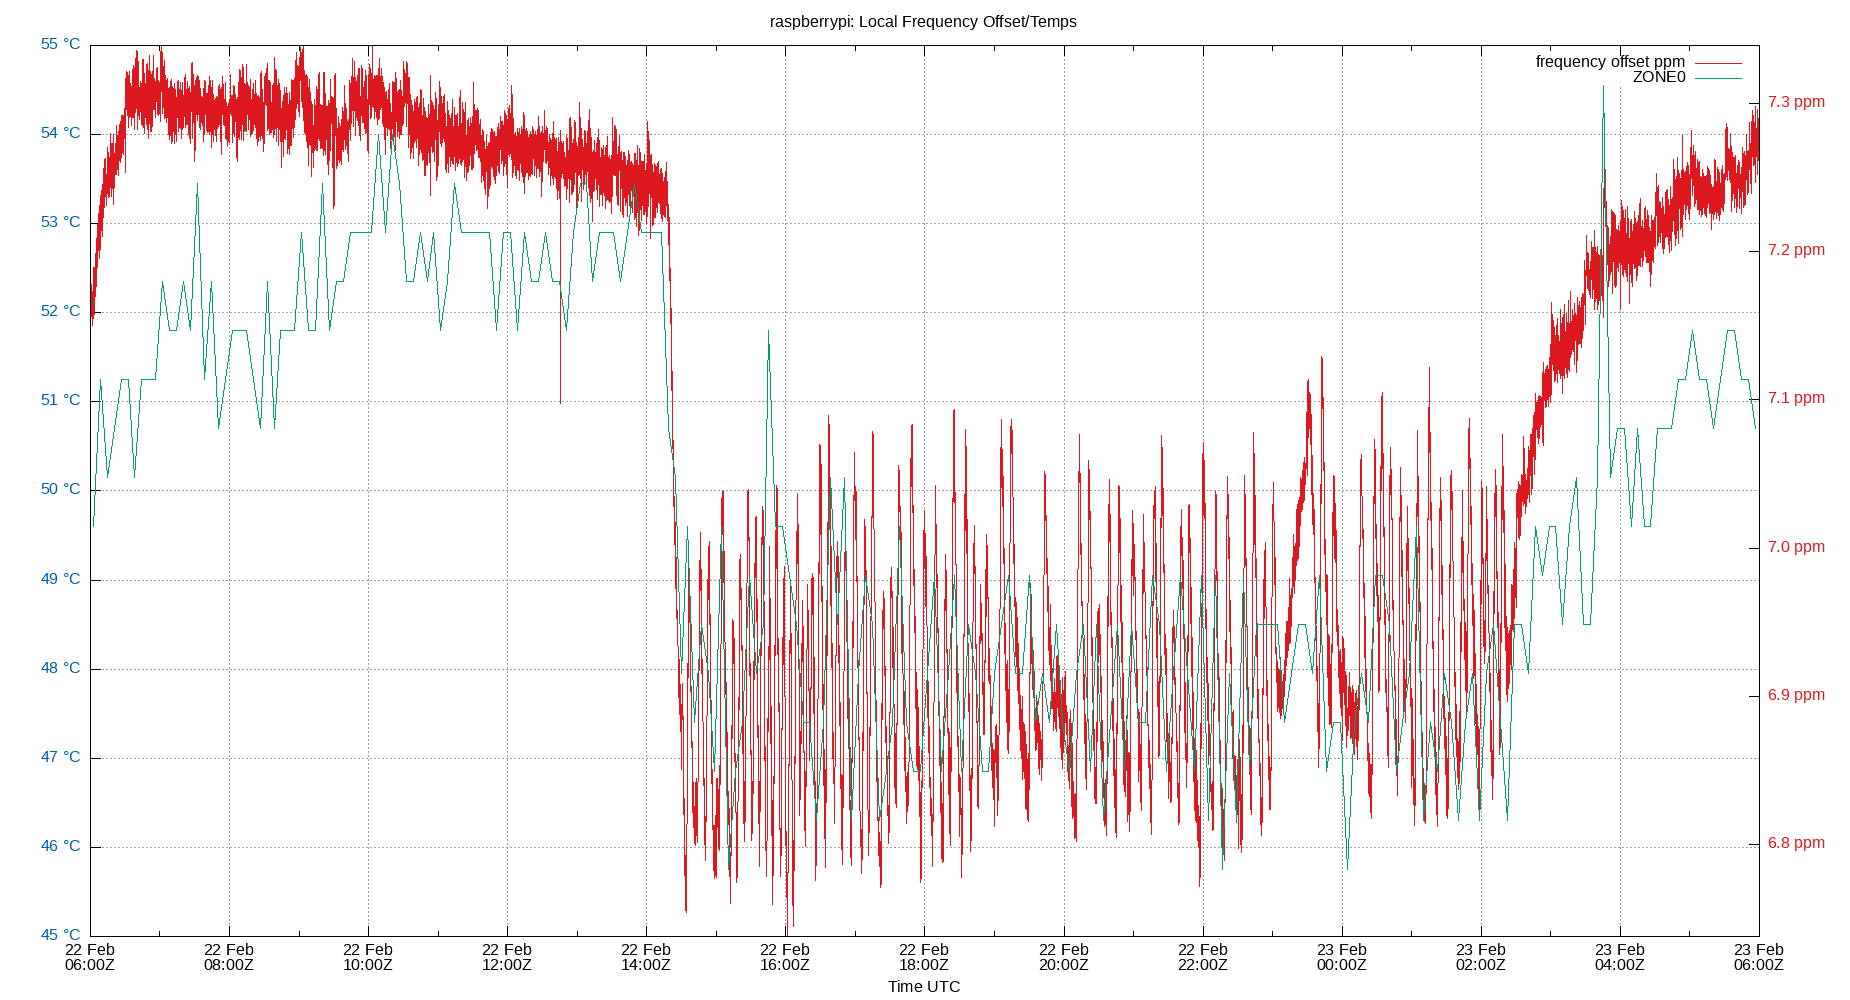 raspberrypi: Local Frequency Offset/Temps
frequency offset ppm
ZONE0
55 °C
54 °C
53 °C
52 °C
51 °C
50 °C
49 °C
48 °C
47 °C
46 °C
45 °C
7.3 ppm
7.2 ppm
7.1 ppm
7.0 ppm
6.9 ppm
6.8 ppm
22 Feb
06:00Z
22 Feb
08:00Z
22 Feb
10:00Z
22 Feb
12:00Z
22 Feb
14:00Z
22 Feb
16:00Z
22 Feb
18:00Z
22 Feb
20:00Z
22 Feb
22:00Z
23 Feb
00:00Z
23 Feb
02:00Z
23 Feb
04:00Z
23 Feb
06:00Z
Time UTC